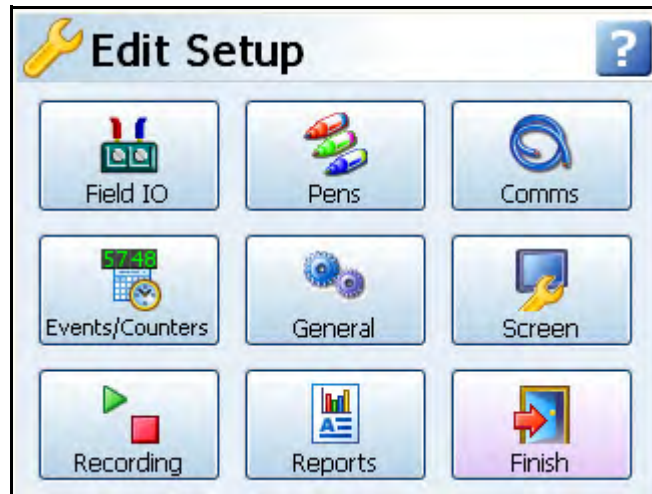 Edit Setup
?
Field IO
Pens
Comms
57:48
Events/Counters
General
Screen
Recording
Reports
Finish